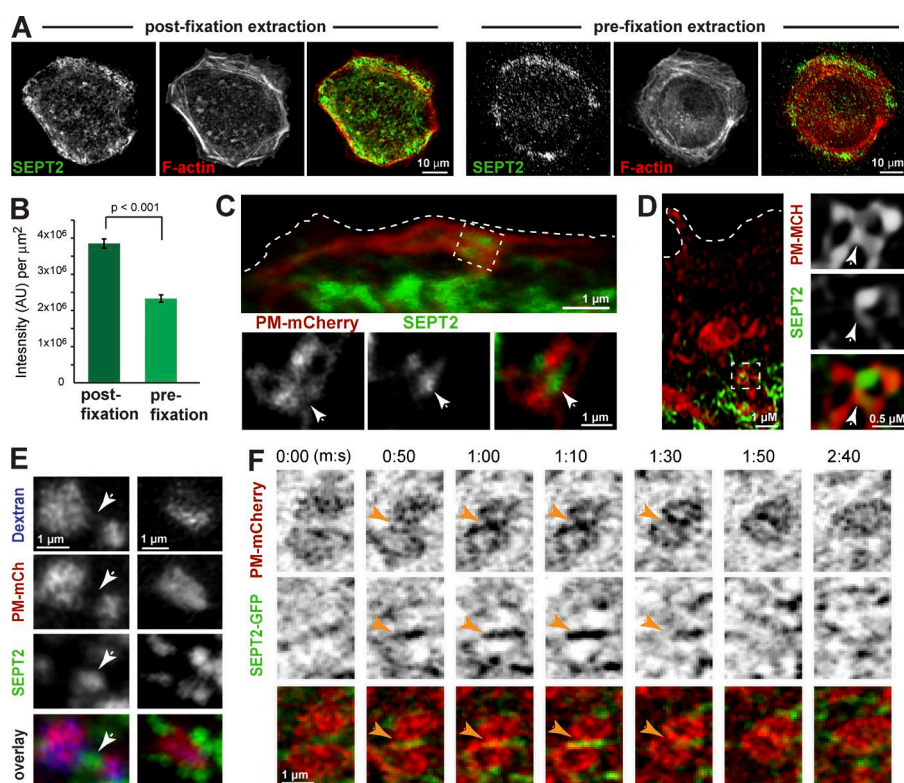 A
post-fixation extraction
pre-fixation extraction
SEPT2
F-actin
10 μm
SEPT2
F-actin
10 μm
B
p < 0.001
Intesnsity (AU) per μm²
4x10⁶
3x10⁶
2x10⁶
1x10⁶
0
post-
fixation
pre-
fixation
C
1 μm
PM-mCherry
SEPT2
1 μm
D
1 μM
PM-MCH
SEPT2
0.5 μm
E
Dextran
1 μm
PM-mCh
SEPT2
overlay
F
0:00 (m:s) 0:50 1:00 1:10 1:30 1:50 2:40
PM-mCherry
SEPT2-GFP
1 μm